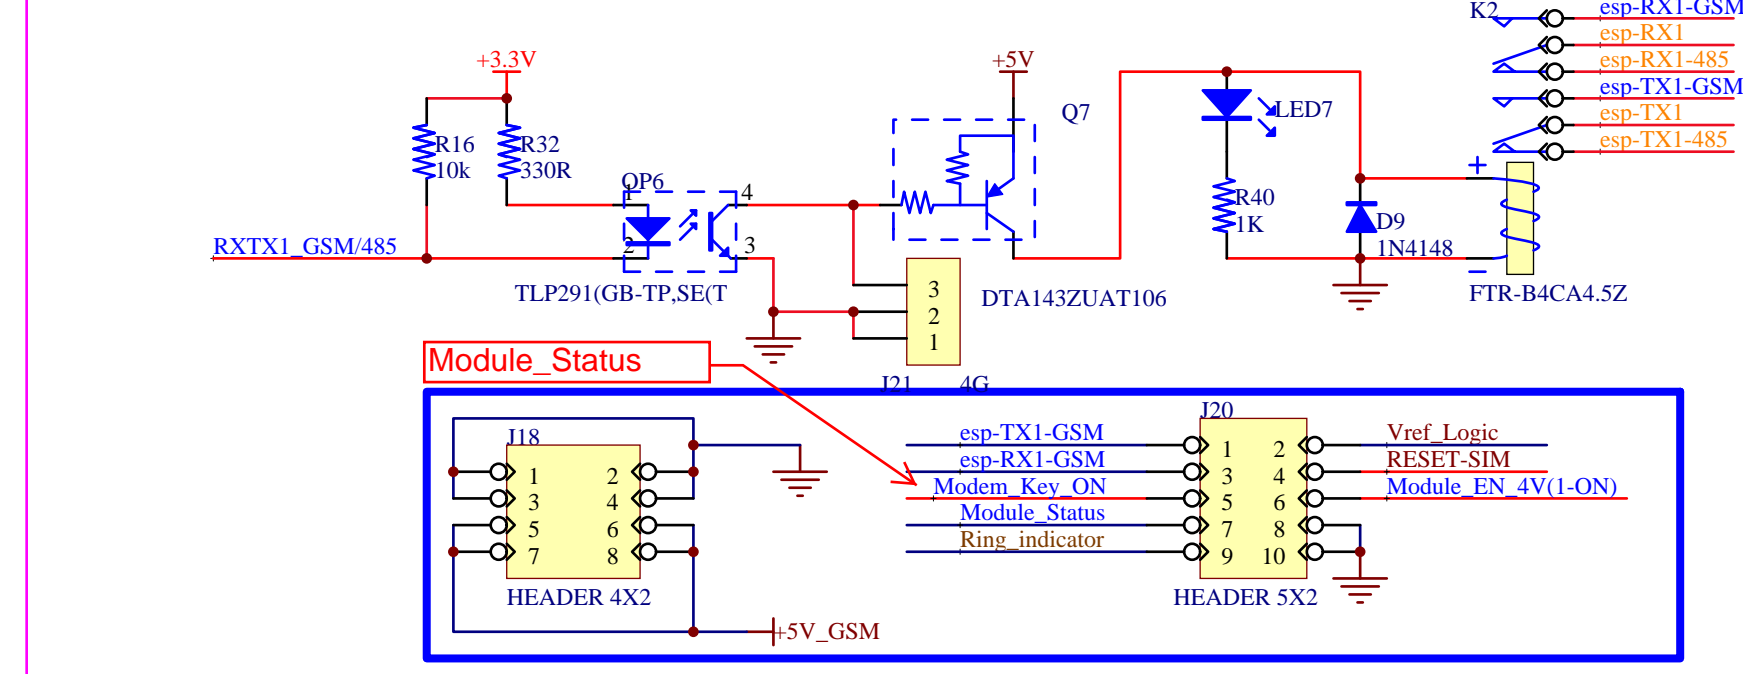 K2
esp-RX1-GSM
esp-RX1
esp-RX1-485
esp-TX1-GSM
esp-TX1
esp-TX1-485
+3.3V
+5V
Q7
LED7
R16
10k
R32
330R
OP6
1
4
2
3
R40
1K
D9
1N4148
+
−
RXTX1_GSM/485
TLP291(GB-TP,SE(T
DTA143ZUAT106
FTR-B4CA4.5Z
3
2
1
J21
4G
Module_Status
J18
1
2
3
4
5
6
7
8
HEADER 4X2
+5V_GSM
J20
esp-TX1-GSM
1
2
Vref_Logic
esp-RX1-GSM
3
4
RESET-SIM
Modem_Key_ON
5
6
Module_EN_4V(1-ON)
Module_Status
7
8
Ring_indicator
9
10
HEADER 5X2